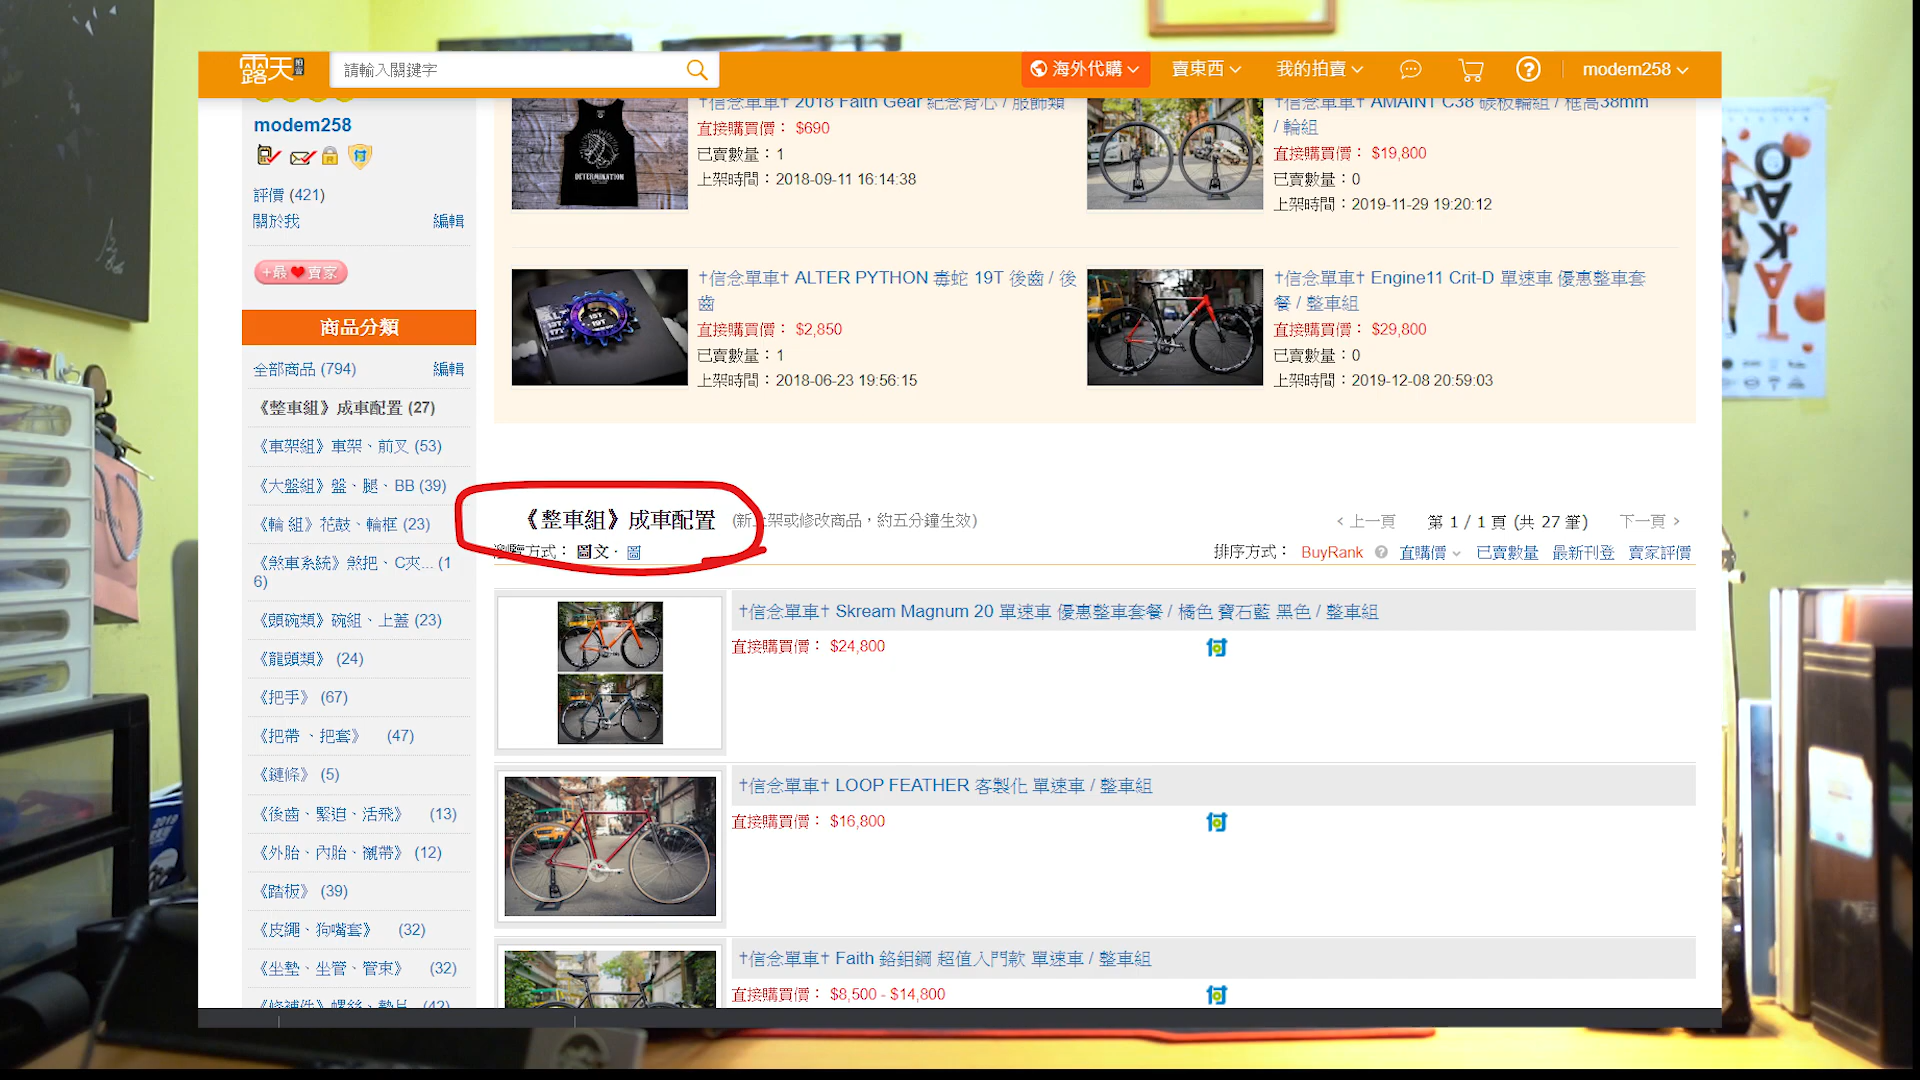 露天拍賣
請輸入關鍵字
海外代購
賣東西
我的拍賣
modem258
modem258
評價 (421)
關於我 編輯
+最❤賣家
商品分類
全部商品 (794) 編輯
《整車組》成車配置 (27)
《車架組》車架、前叉 (53)
《大盤組》盤、腿、BB (39)
《輪 組》花鼓、輪框 (23)
《煞車系統》煞把、C夾... (1
6)
《頭碗類》碗組、上蓋 (23)
《龍頭類》 (24)
《把手》 (67)
《把帶 、把套》 (47)
《鏈條》 (5)
《後齒、緊迫、活飛》 (13)
《外胎、內胎、襯帶》 (12)
《踏板》 (39)
《皮繩、狗嘴套》 (32)
《坐墊、坐管、管束》 (32)
《修補件》螺絲、墊片 (42)
†信念單車† 2018 Faith Gear 紀念背心 / 服飾類
直接購買價： $690
已賣數量：1
上架時間：2018-09-11 16:14:38
DETERMINATION
†信念單車† AMAINT C38 碳板輪組 / 框高38mm
/ 輪組
直接購買價： $19,800
已賣數量：0
上架時間：2019-11-29 19:20:12
†信念單車† ALTER PYTHON 毒蛇 19T 後齒 / 後
齒
直接購買價： $2,850
已賣數量：1
上架時間：2018-06-23 19:56:15
†信念單車† Engine11 Crit-D 單速車 優惠整車套
餐 / 整車組
直接購買價： $29,800
已賣數量：0
上架時間：2019-12-08 20:59:03
《整車組》成車配置 (新上架或修改商品，約五分鐘生效)
< 上一頁 第 1 / 1 頁 (共 27 筆) 下一頁 >
瀏覽方式： 圖文 · 圖
排序方式： BuyRank 直購價 已賣數量 最新刊登 賣家評價
†信念單車† Skream Magnum 20 單速車 優惠整車套餐 / 橘色 寶石藍 黑色 / 整車組
直接購買價： $24,800
付
†信念單車† LOOP FEATHER 客製化 單速車 / 整車組
直接購買價： $16,800
付
†信念單車† Faith 鉻鉬鋼 超值入門款 單速車 / 整車組
直接購買價： $8,500 - $14,800
付